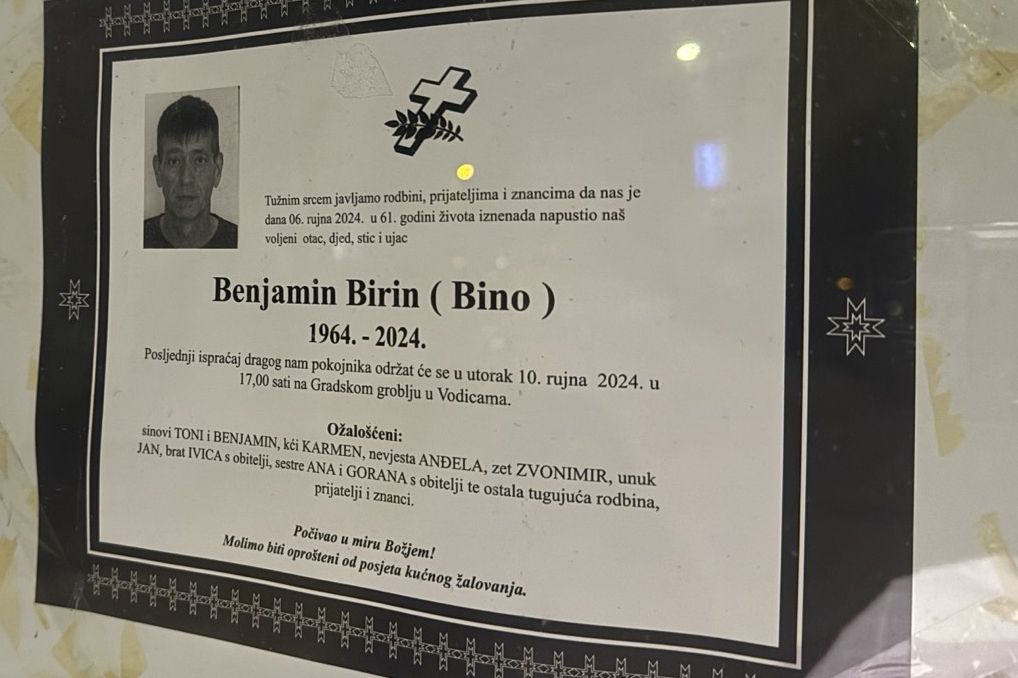 Tužnim srcem javljamo rodbini, prijateljima i znancima da nas je
dana 06. rujna 2024. u 61. godini života iznenada napustio naš
voljeni otac, djed, stic i ujac
Benjamin Birin ( Bino )
1964. - 2024.
Posljednji ispraćaj dragog nam pokojnika održat će se u utorak 10. rujna 2024. u
17,00 sati na Gradskom groblju u Vodicama.
Ožalošćeni:
sinovi TONI i BENJAMIN, kći KARMEN, nevjesta ANĐELA, zet ZVONIMIR, unuk
JAN, brat IVICA s obitelji, sestre ANA i GORANA s obitelji te ostala tugujuća rodbina,
prijatelji i znanci.
Počivao u miru Božjem!
Molimo biti oprošteni od posjeta kućnog žalovanja.